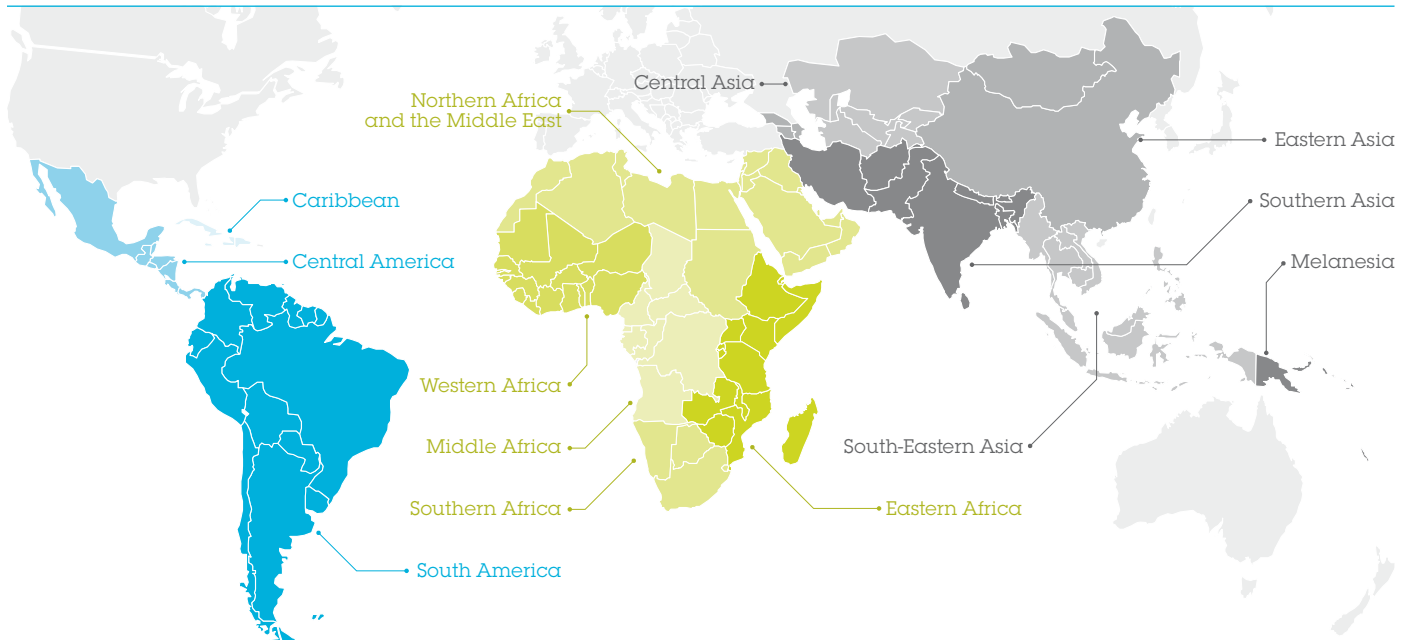 Central Asia
Northern Africa
and the Middle East
Eastern Asia
Caribbean
Southern Asia
Central America
Melanesia
Western Africa
Middle Africa
South-Eastern Asia
Southern Africa
Eastern Africa
South America